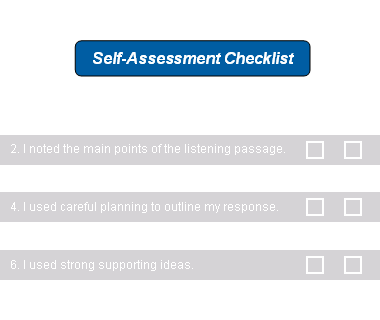 Self-Assessment Checklist
2. I noted the main points of the listening passage.
4. I used careful planning to outline my response.
6. I used strong supporting ideas.